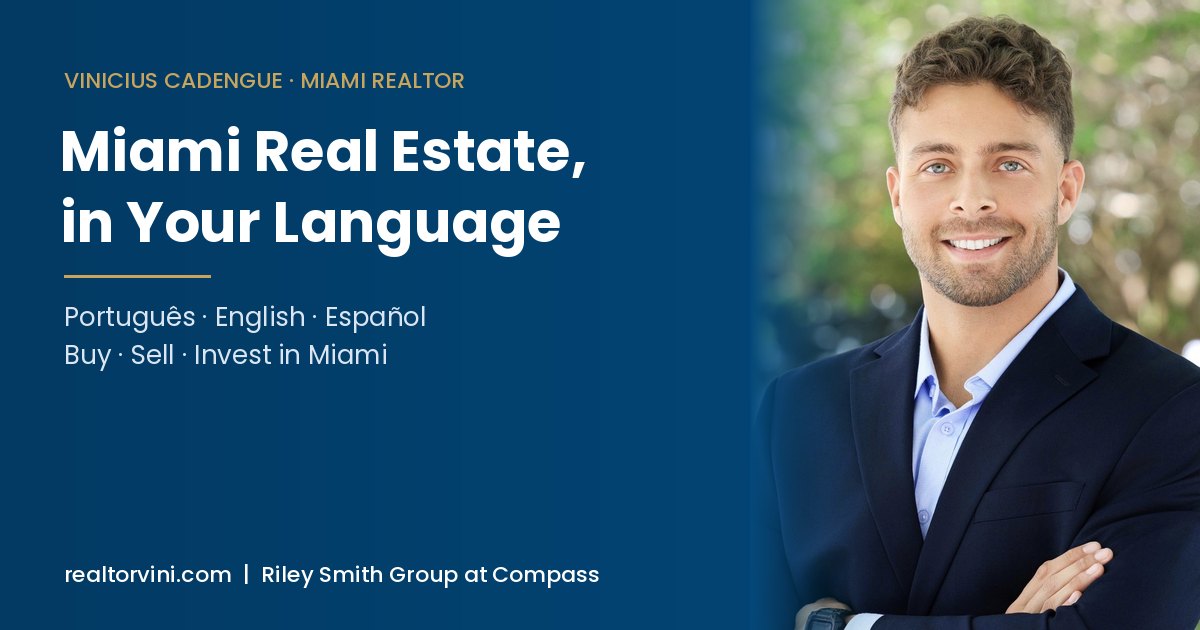 VINICIUS CADENGUE · MIAMI REALTOR
Miami Real Estate,
in Your Language
Português · English · Español
Buy · Sell · Invest in Miami
realtorvini.com | Riley Smith Group at Compass